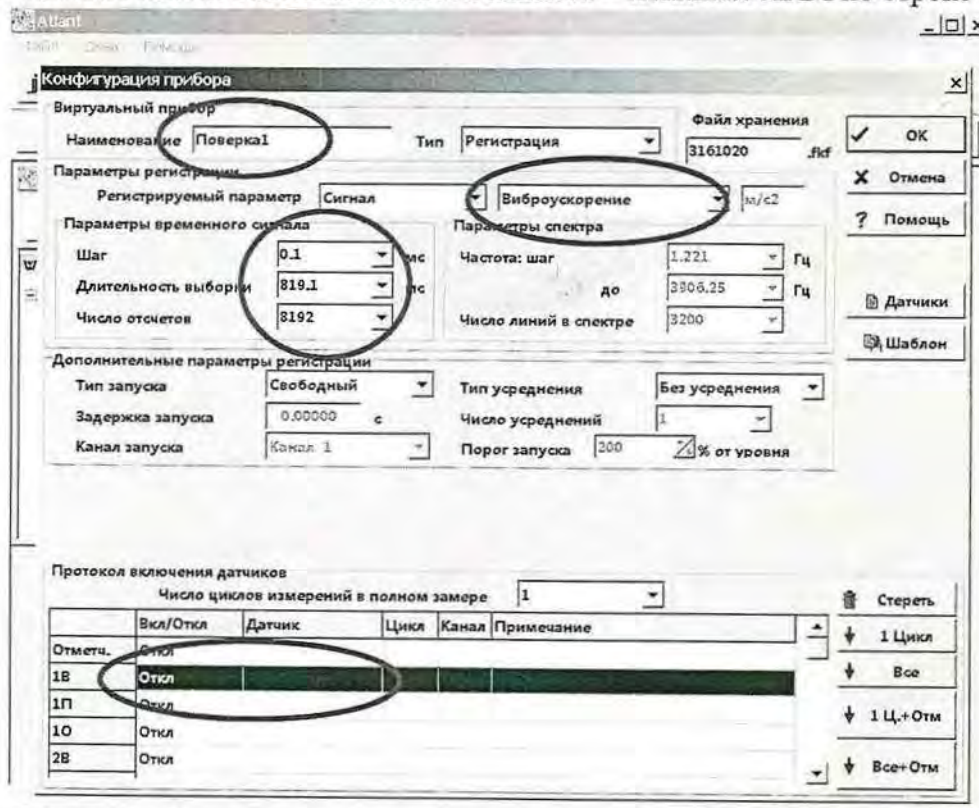 Atlant
Окна Помощь
Конфигурация прибора
Виртуальный прибор
Наименование Поверка1 Тип Регистрация Файл хранения 3161020 .fkf
Параметры регистрации
Регистрируемый параметр Сигнал Виброускорение м/с2
Параметры временного сигнала Параметры спектра
Шаг 0.1 мс Частота: шаг 1.221 Гц
Длительность выборки 819.1 мс до 3906.25 Гц
Число отсчетов 8192 Число линий в спектре 3200
Дополнительные параметры регистрации
Тип запуска Свободный Тип усреднения Без усреднения
Задержка запуска 0.00000 с Число усреднений 1
Канал запуска Канал 1 Порог запуска 200 % от уровня
OK
Отмена
? Помощь
Датчики
Шаблон
Протокол включения датчиков
Число циклов измерений в полном замере 1
Вкл/Откл Датчик Цикл Канал Примечание
Отметч. Откл
1В Откл
1П Откл
1О Откл
2В Откл
Стереть
1 Цикл
Все
1 Ц.+Отм
Все+Отм